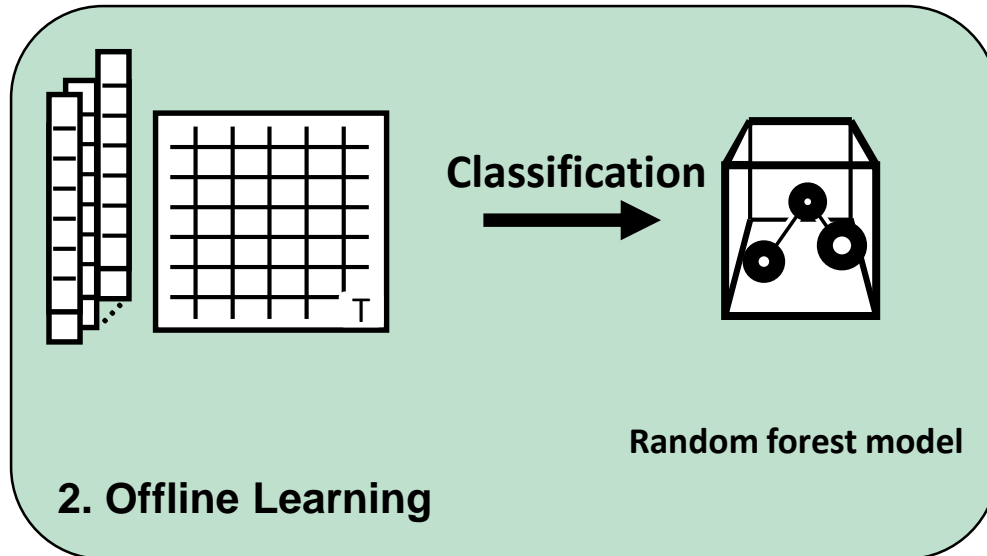 Classification
T
Random forest model
2. Offline Learning